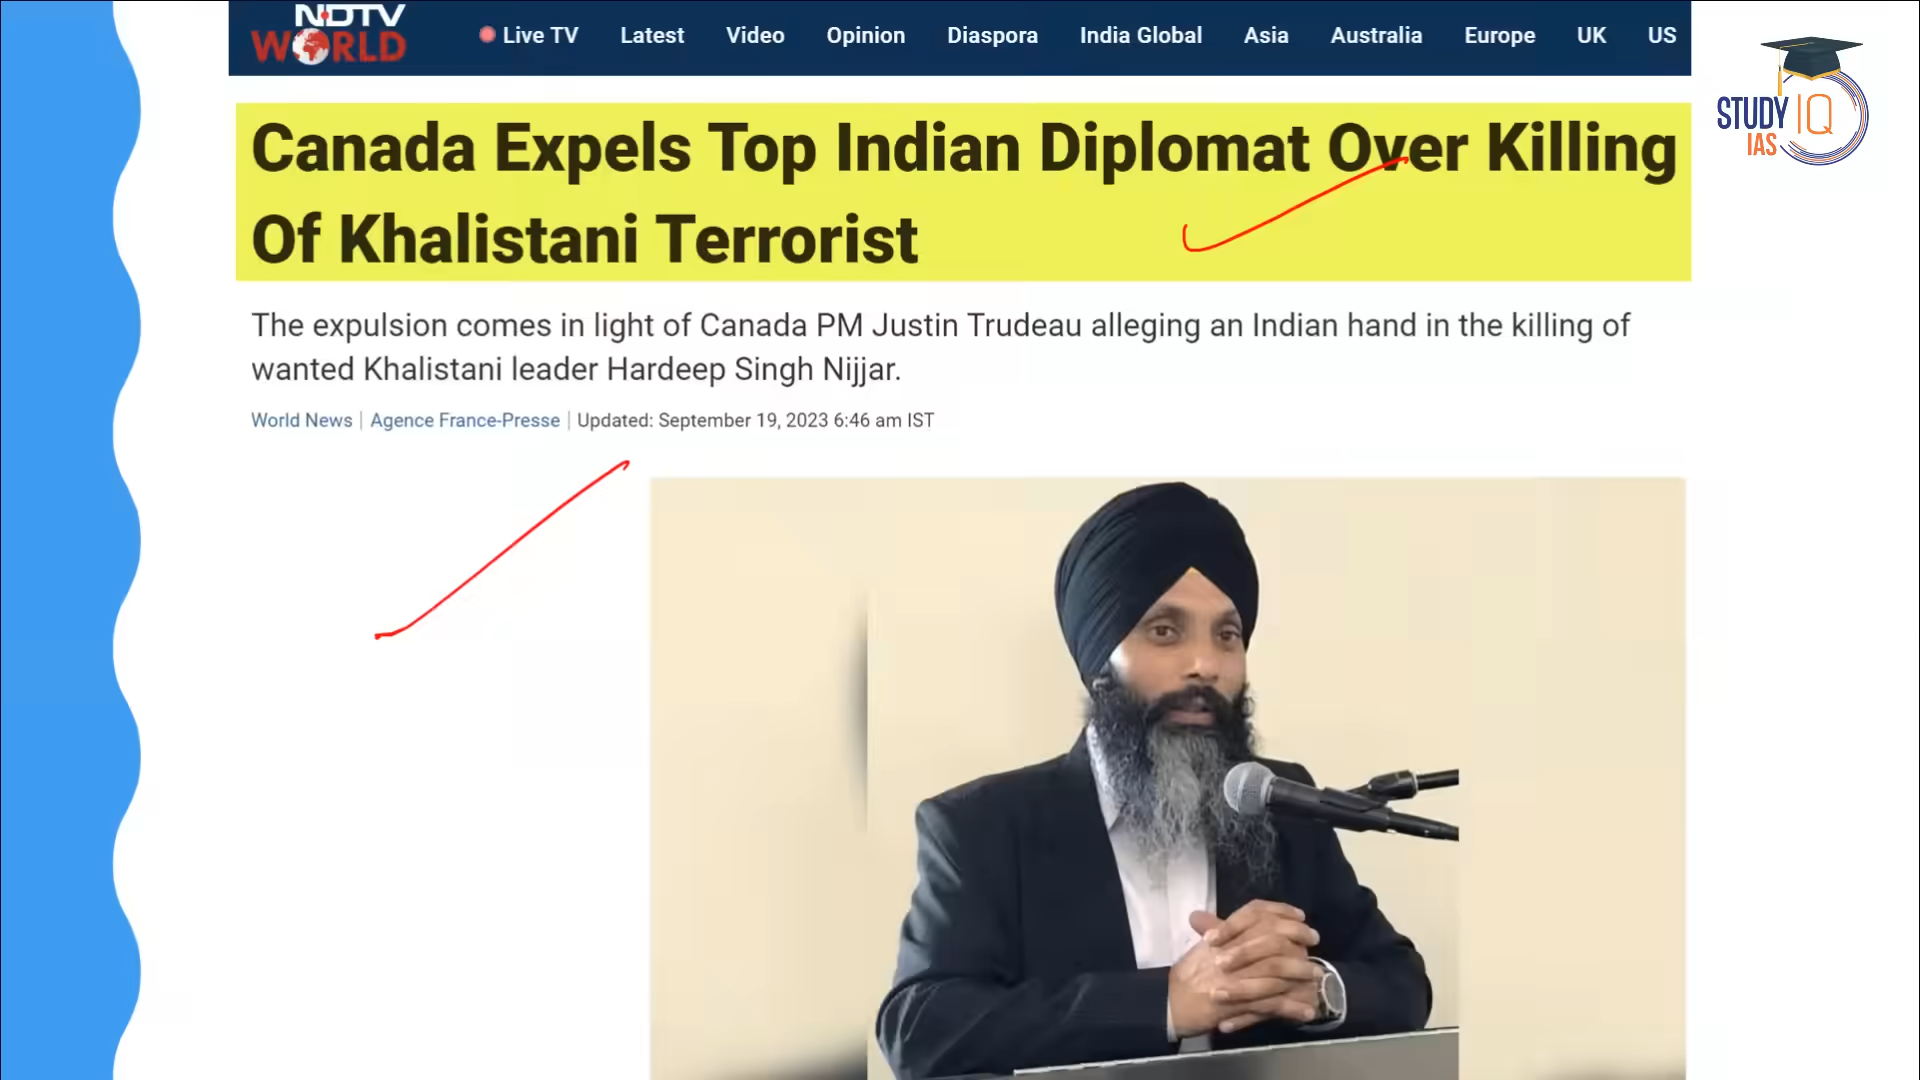 NDTV
WORLD
Live TV Latest Video Opinion Diaspora India Global Asia Australia Europe UK US
STUDY IQ
IAS
Canada Expels Top Indian Diplomat Over Killing
Of Khalistani Terrorist
The expulsion comes in light of Canada PM Justin Trudeau alleging an Indian hand in the killing of
wanted Khalistani leader Hardeep Singh Nijjar.
World News | Agence France-Presse | Updated: September 19, 2023 6:46 am IST